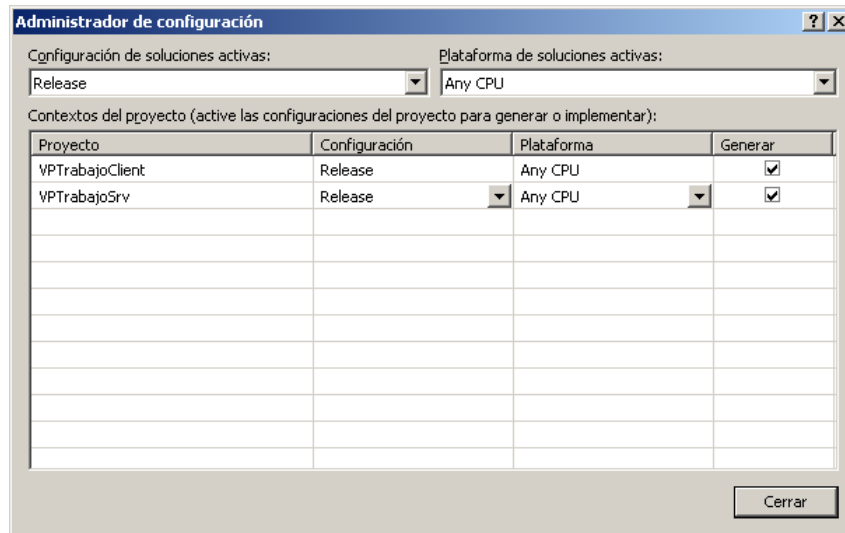 Administrador de configuración
Configuración de soluciones activas: Plataforma de soluciones activas:
Release Any CPU
Contextos del proyecto (active las configuraciones del proyecto para generar o implementar):
Proyecto Configuración Plataforma Generar
VPTrabajoClient Release Any CPU
VPTrabajoSrv Release Any CPU
Cerrar